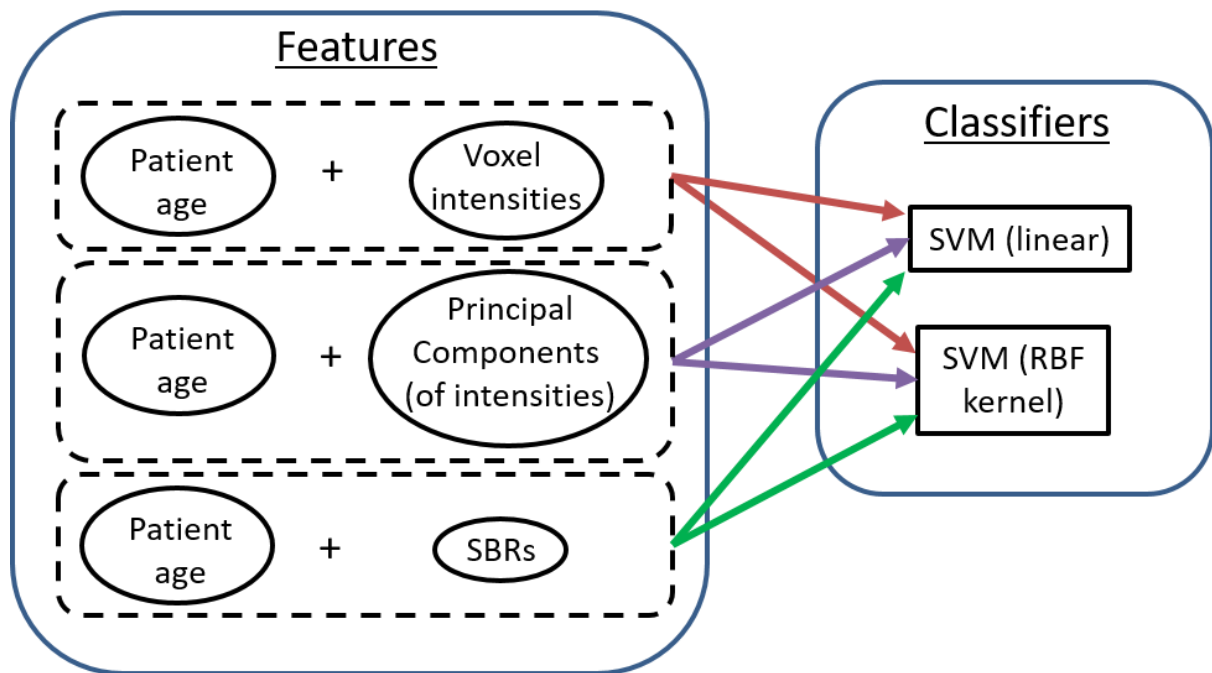 Features
Patient
age
+
Voxel
intensities
Patient
age
+
Principal
Components
(of intensities)
Patient
age
+
SBRs
Classifiers
SVM (linear)
SVM (RBF
kernel)